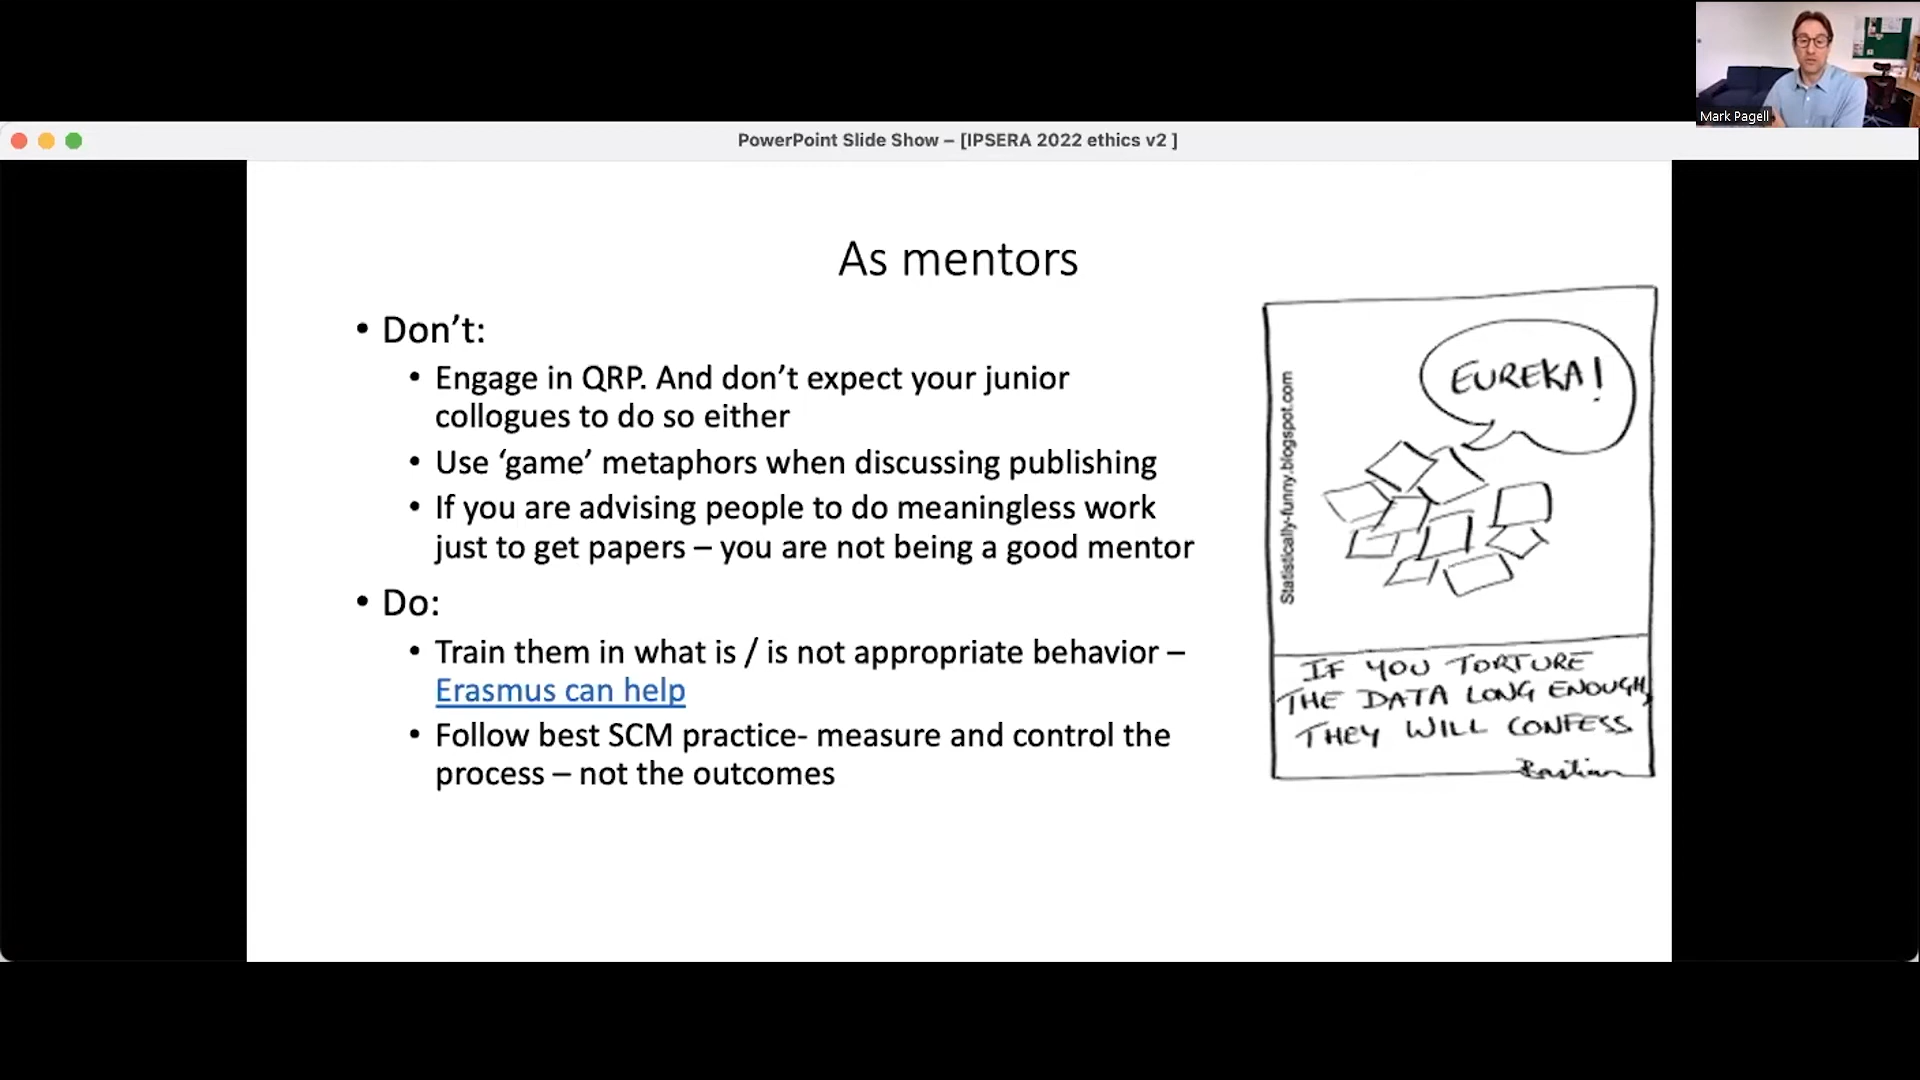 Mark Pagell
PowerPoint Slide Show – [IPSERA 2022 ethics v2 ]
As mentors
• Don’t:
• Engage in QRP. And don’t expect your junior
collogues to do so either
• Use ‘game’ metaphors when discussing publishing
• If you are advising people to do meaningless work
just to get papers – you are not being a good mentor
• Do:
• Train them in what is / is not appropriate behavior –
Erasmus can help
• Follow best SCM practice- measure and control the
process – not the outcomes
Statistically-funny.blogspot.com
EUREKA!
IF YOU TORTURE
THE DATA LONG ENOUGH,
THEY WILL CONFESS
Bastian